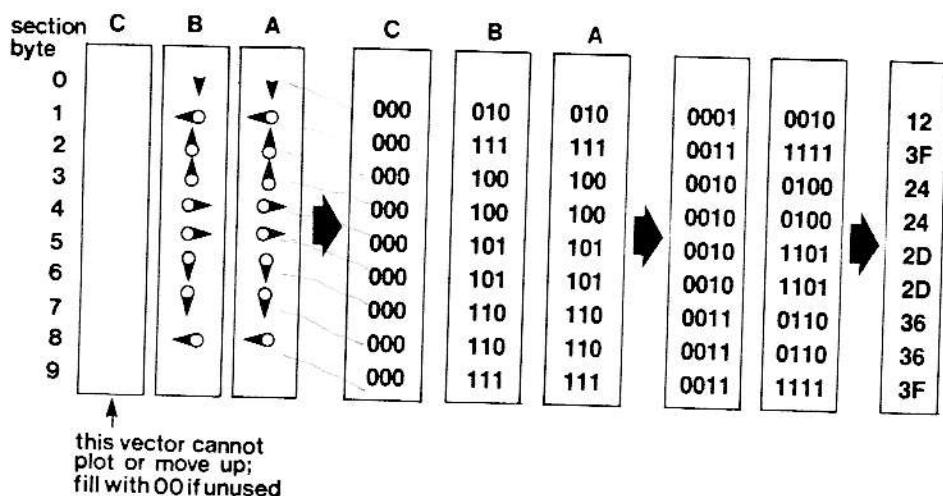 section C B A C B A
byte
0
1 000 010 010 0001 0010 12
2 000 111 111 0011 1111 3F
3 000 100 100 0010 0100 24
4 000 100 100 0010 0100 24
5 000 101 101 0010 1101 2D
6 000 101 101 0010 1101 2D
7 000 110 110 0011 0110 36
8 000 110 110 0011 0110 36
9 000 111 111 0011 1111 3F
this vector cannot
plot or move up;
fill with 00 if unused